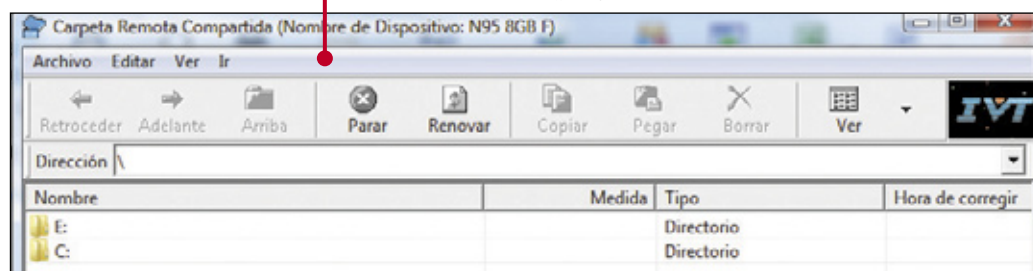 Carpeta Remota Compartida (Nombre de Dispositivo: N95 8GB F)
Archivo Editar Ver Ir
Retroceder Adelante Arriba Parar Renovar Copiar Pegar Borrar Ver IVT
Dirección \
Nombre Medida Tipo Hora de corregir
E: Directorio
C: Directorio